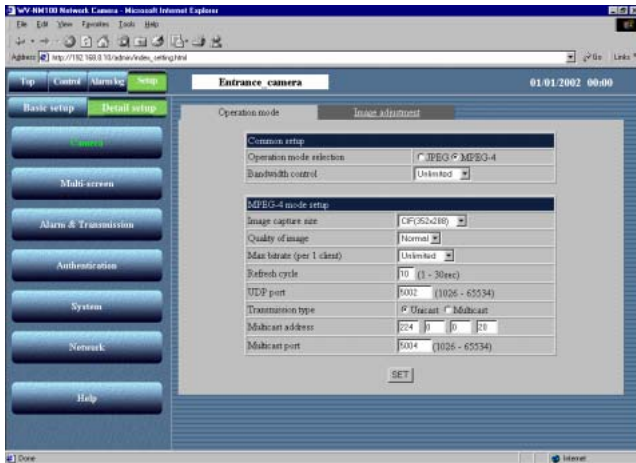 WV-NM100 Network Camera - Microsoft Internet Explorer
File Edit View Favorites Tools Help
Address http://192.168.0.10/admin/index_setting.html Go Links
Top Control Alarm log Setup Entrance_camera 01/01/2002 00:00
Basic setup Detail setup
Operation mode Image adjustment
Camera
Common setup
Operation mode selection JPEG MPEG-4
Bandwidth control Unlimited
Multi-screen
MPEG-4 mode setup
Alarm & Transmission
Image capture size CIF(352x288)
Quality of image Normal
Max bitrate (per 1 client) Unlimited
Authentication
Refresh cycle 10 (1 - 30sec)
UDP port 5002 (1026 - 65534)
System
Transmission type Unicast Multicast
Multicast address 224 0 0 20
Network
Multicast port 5004 (1026 - 65534)
SET
Help
Done Internet